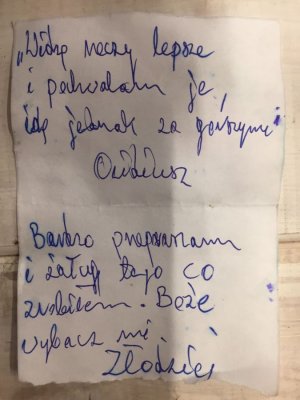 „Widzę rzeczy lepsze
i pochwalam je,
idę jednak za gorszymi"
Owidiusz
Bardzo przepraszam
i żałuję tego co
zrobiłem. Boże
wybacz mi.
Złodziej